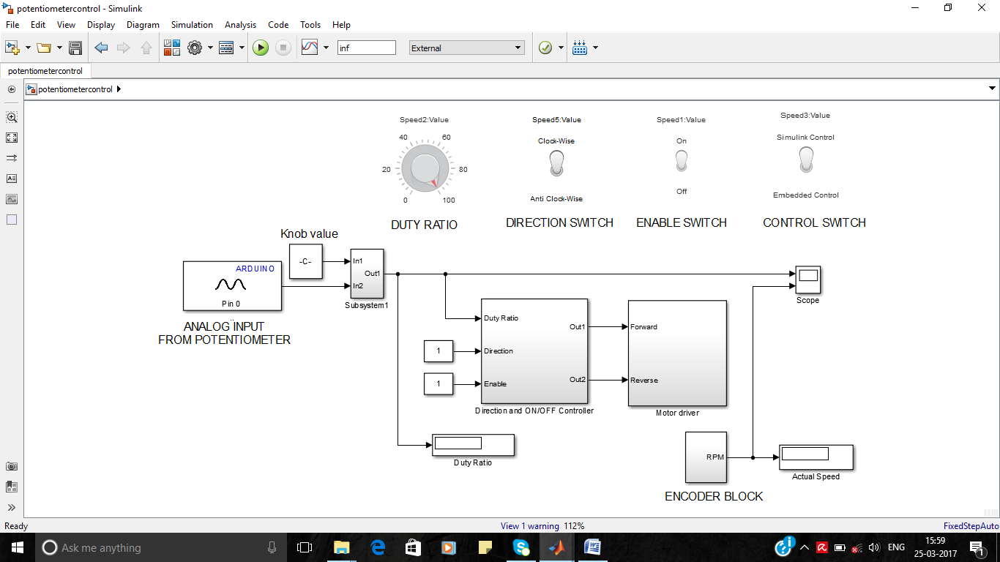 potentiometercontrol - Simulink
File Edit View Display Diagram Simulation Analysis Code Tools Help
inf External
potentiometercontrol
potentiometercontrol
Speed2:Value
40 60
20 80
0 100
DUTY RATIO
Speed5:Value
Clock-Wise
Anti Clock-Wise
DIRECTION SWITCH
Speed1:Value
On
Off
ENABLE SWITCH
Speed3:Value
Simulink Control
Embedded Control
CONTROL SWITCH
Knob value
-C-
ARDUINO
Pin 0
ANALOG INPUT
FROM POTENTIOMETER
In1
Out1
In2
Subsystem1
Scope
Duty Ratio
Out1
1
Direction
1
Enable
Out2
Direction and ON/OFF Controller
Forward
Reverse
Motor driver
Duty Ratio
RPM
ENCODER BLOCK
Actual Speed
Ready View 1 warning 112% FixedStepAuto
Ask me anything
ENG
15:59
25-03-2017
1